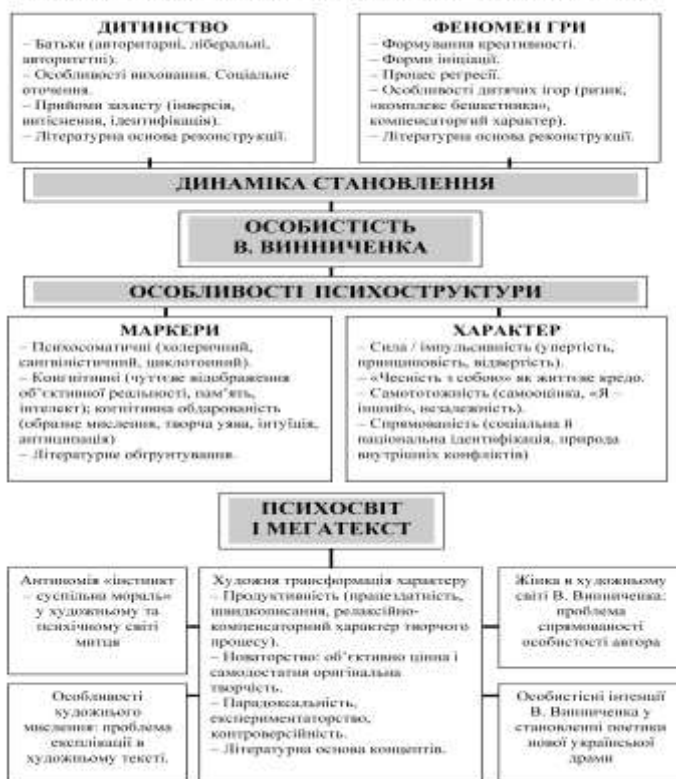 ДИТИНСТВО
– Батьки (авторитарні, ліберальні,
авторитетні).
– Особливості виховання. Соціальне
оточення.
– Прийоми захисту (інверсія,
витіснення, ідентифікація).
– Літературна основа реконструкції.
ФЕНОМЕН ГРИ
– Формування креативності.
– Форми ініціації.
– Процес регресії.
– Особливості дитячих ігор (ризик,
«комплекс бешкетника»,
компенсаторгий характер).
– Літературна основа реконструкції.
ДИНАМІКА СТАНОВЛЕННЯ
ОСОБИСТІСТЬ
В. ВИННИЧЕНКА
ОСОБЛИВОСТІ ПСИХОСТРУКТУРИ
МАРКЕРИ
– Психосоматичні (холеричний,
сангвіністичний, циклотомний).
– Конгнітивні (чуттєве відображення
об'єктивної реальності, пам'ять,
інтелект); когнітивна обдарованість
(образне мислення, творча уява, інтуїція,
антиципація)
– Літературне обґрунтування.
ХАРАКТЕР
– Сила / імпульсивність (упертість,
принциповість, відвертість).
– «Чесність з собою» як життєве кредо.
– Самототожність (самооцінка, «Я –
інший», незалежність).
– Спрямованість (соціальна й
національна ідентифікація, природа
внутрішніх конфліктів)
ПСИХОСВІТ
І МЕГАТЕКСТ
Антиномія «інстинкт
– суспільна мораль»
у художньому та
психічному світі
митця
Художня трансформація характеру
– Продуктивність (працездатність,
швидкописання, релаксійно-
компенсаторний характер творчого
процесу).
– Новаторство: об'єктивно цінна і
самодостатня оригінальна
творчість.
– Парадоксальність,
експериментаторство,
контроверсійність.
– Літературна основа концептів.
Жінка в художньому
світі В. Винниченка:
проблема
спрямованості
особистості автора
Особливості
художнього
мислення: проблема
експлікації в
художньому тексті.
Особистісні інтенції
В. Винниченка у
становленні поетики
нової української
драми